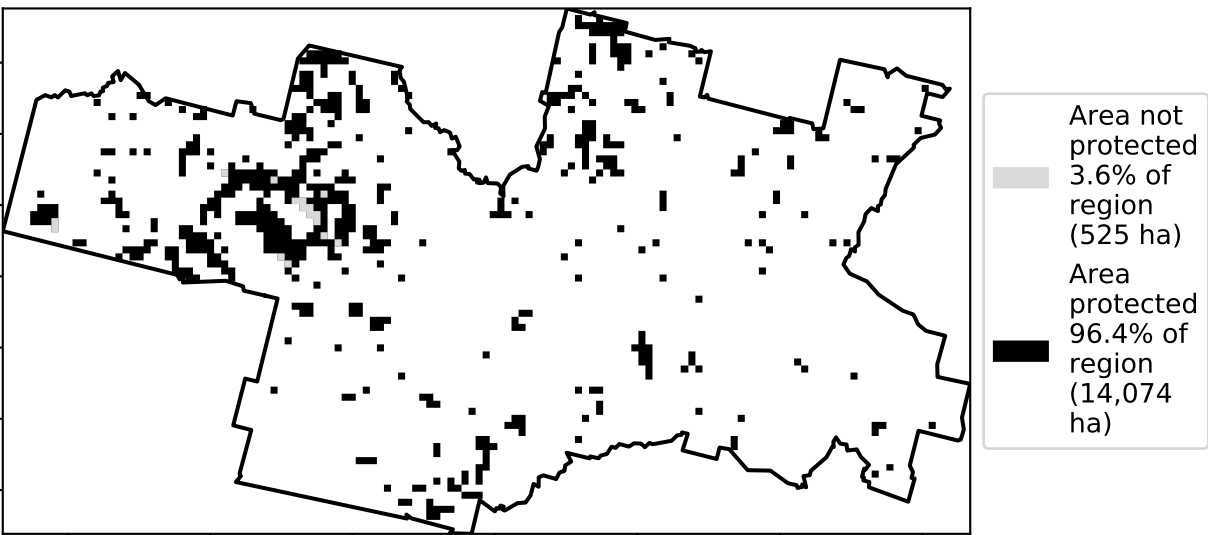 Area not
protected
3.6% of
region
(525 ha)
Area
protected
96.4% of
region
(14,074
ha)